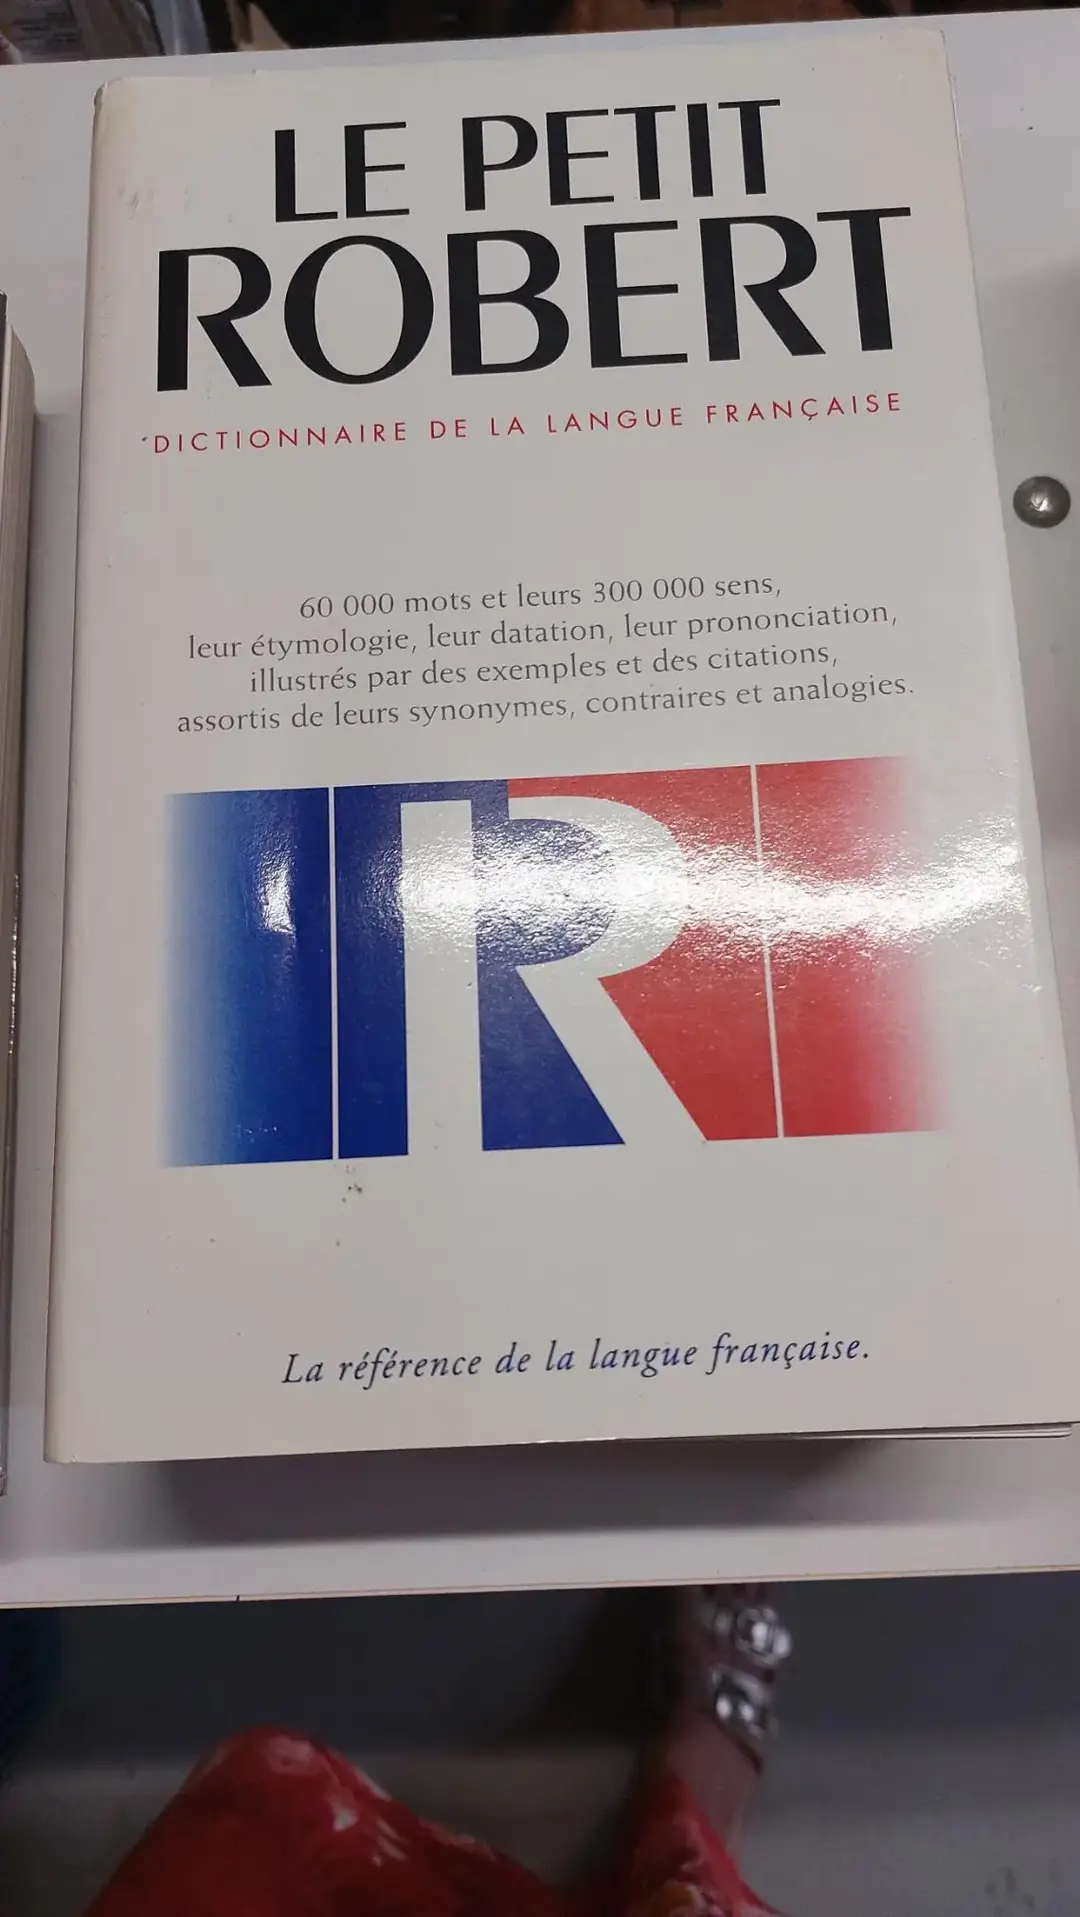 LE PETIT
ROBERT
DICTIONNAIRE DE LA LANGUE FRANÇAISE
60 000 mots et leurs 300 000 sens,
leur étymologie, leur datation, leur prononciation,
illustrés par des exemples et des citations,
assortis de leurs synonymes, contraires et analogies.
R
La référence de la langue française.